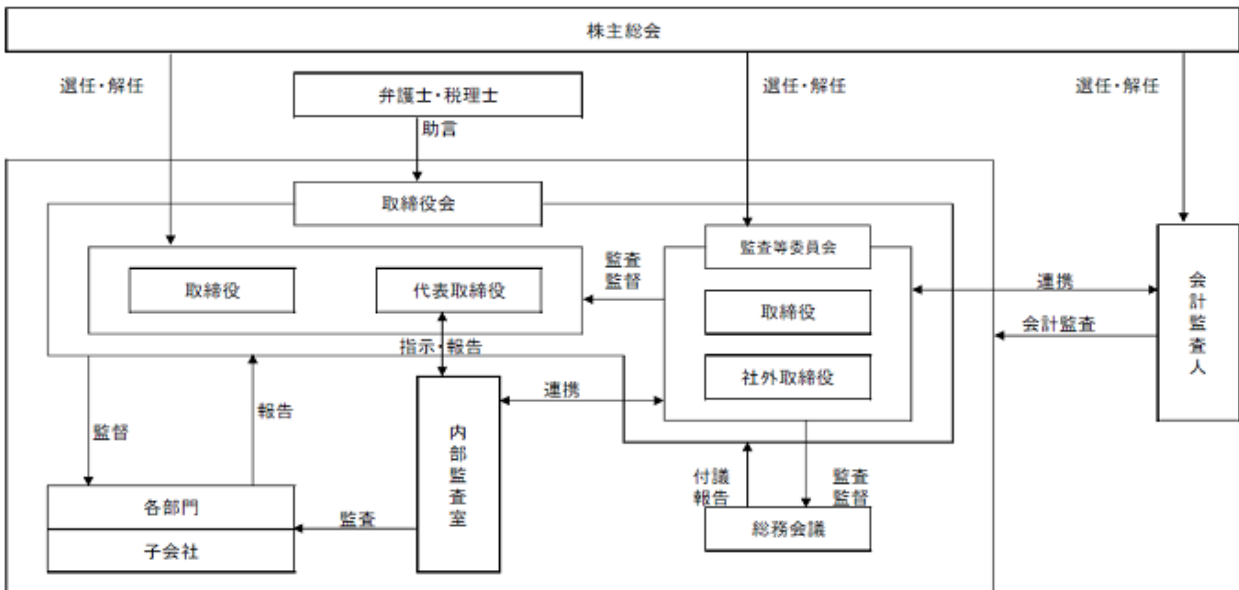 株主総会
選任・解任
選任・解任
選任・解任
弁護士・税理士
助言
取締役会
監査等委員会
取締役
代表取締役
監査
監督
取締役
社外取締役
連携
会計監査
会計監査人
指示・報告
連携
内部監査室
監督
報告
付議
報告
監査
監督
各部門
子会社
監査
総務会議